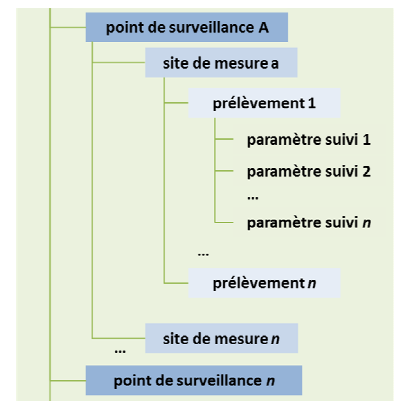 point de surveillance A
site de mesure a
prélèvement 1
paramètre suivi 1
paramètre suivi 2
...
paramètre suivi n
...
prélèvement n
site de mesure n
...
point de surveillance n